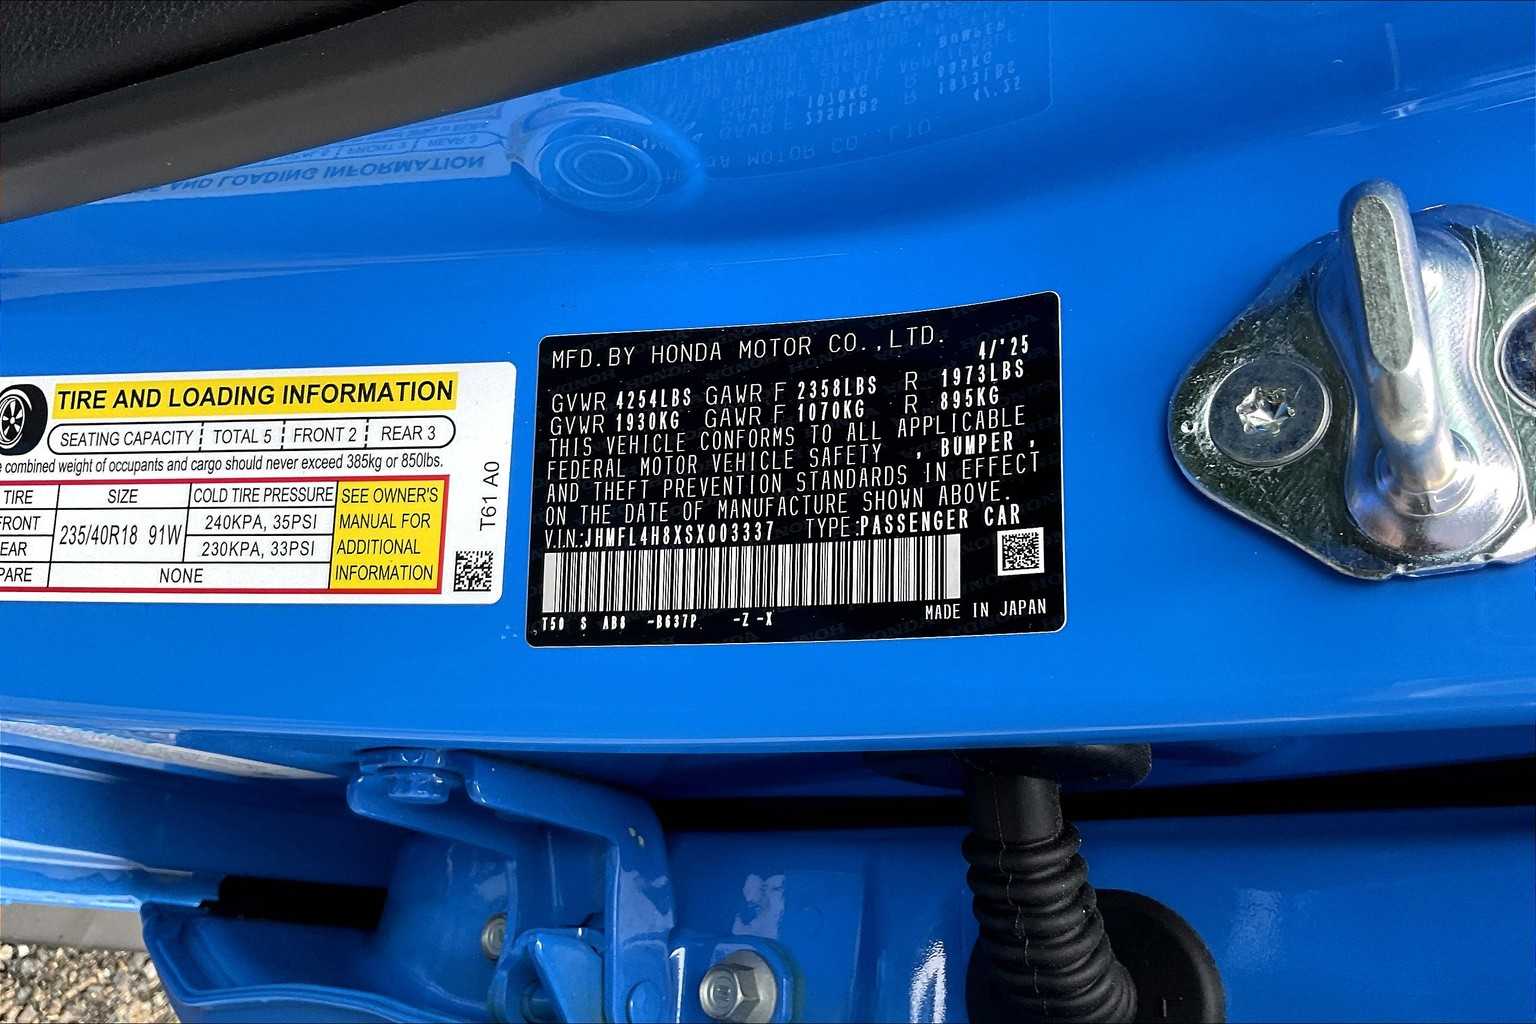 TIRE AND LOADING INFORMATION
SEATING CAPACITY TOTAL 5 FRONT 2 REAR 3
combined weight of occupants and cargo should never exceed 385kg or 850lbs.
TIRE SIZE COLD TIRE PRESSURE SEE OWNER'S MANUAL FOR ADDITIONAL INFORMATION
FRONT 235/40R18 91W 240KPA, 35PSI
REAR 230KPA, 33PSI
SPARE NONE
T61 A0
MFD. BY HONDA MOTOR CO.,LTD. 4/'25
GVWR 4254LBS GAWR F 2358LBS R 1973LBS
GVWR 1930KG GAWR F 1070KG R 895KG
THIS VEHICLE CONFORMS TO ALL APPLICABLE
FEDERAL MOTOR VEHICLE SAFETY , BUMPER ,
AND THEFT PREVENTION STANDARDS IN EFFECT
ON THE DATE OF MANUFACTURE SHOWN ABOVE.
V.I.N:JHMFL4H8XSX003337 TYPE:PASSENGER CAR
T50 S AB8 -B637P -Z -X
MADE IN JAPAN